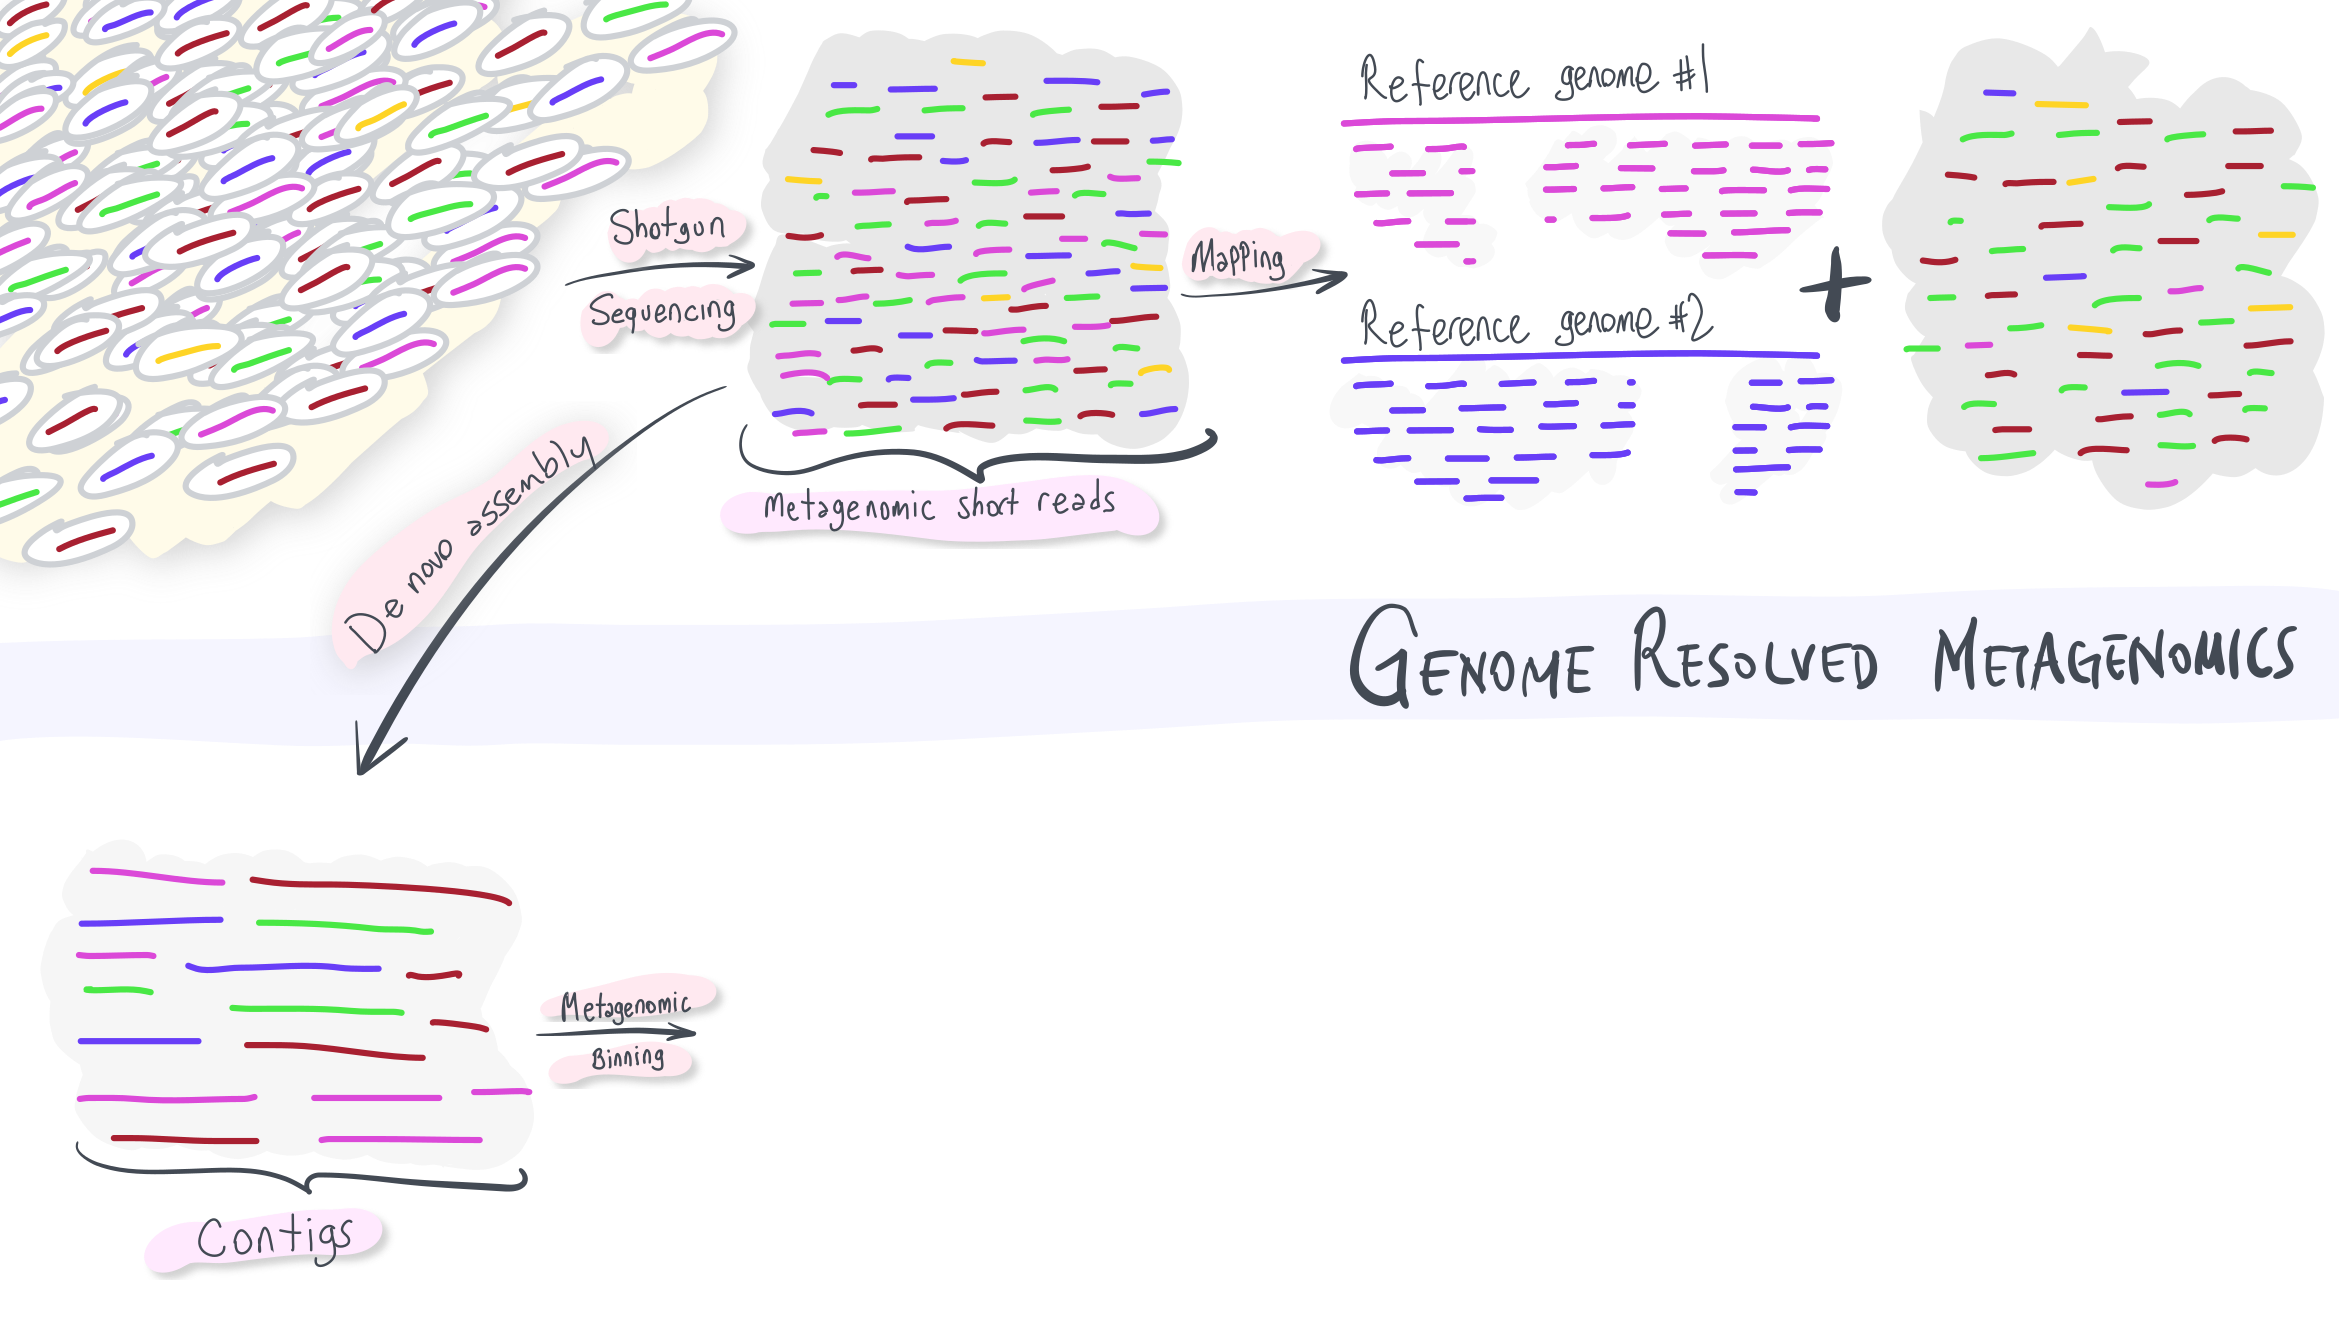 Shotgun
Sequencing
Metagenomic short reads
Mapping
Reference genome #1
Reference genome #2
De novo assembly
GENOME RESOLVED METAGENOMICS
Contigs
Metagenomic
Binning